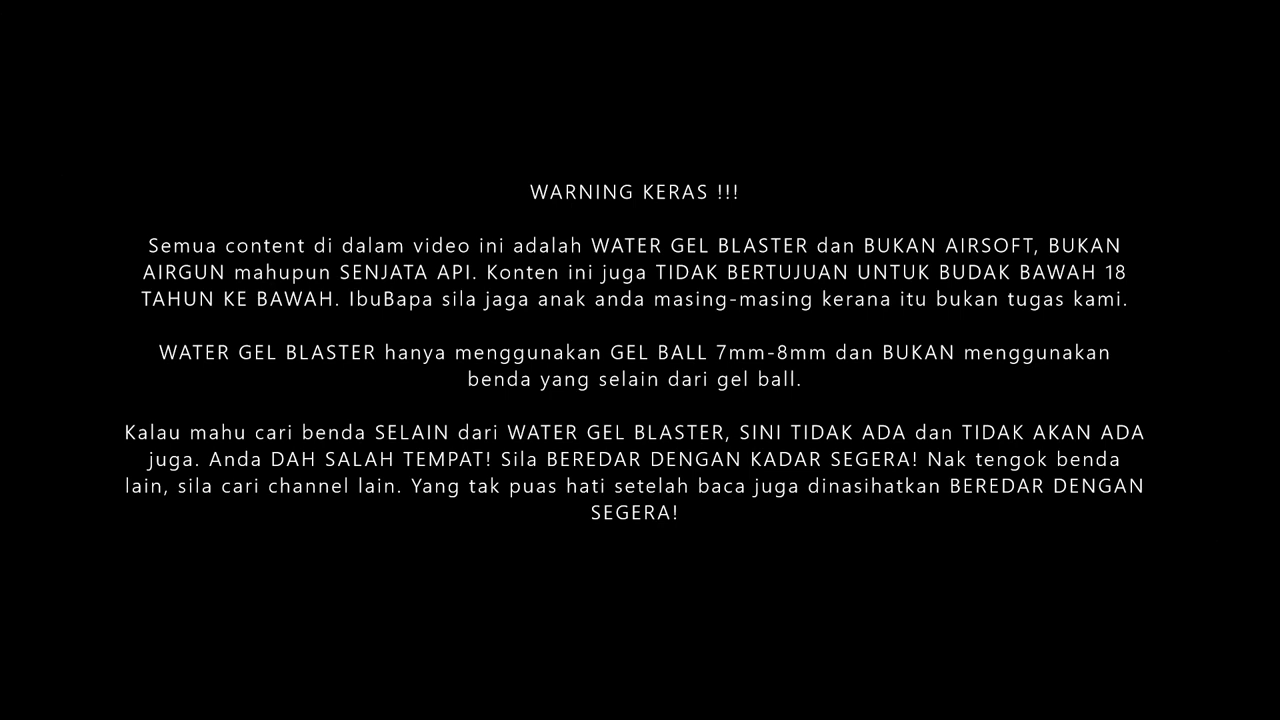 WARNING KERAS !!!
Semua content di dalam video ini adalah WATER GEL BLASTER dan BUKAN AIRSOFT, BUKAN
AIRGUN mahupun SENJATA API. Konten ini juga TIDAK BERTUJUAN UNTUK BUDAK BAWAH 18
TAHUN KE BAWAH. IbuBapa sila jaga anak anda masing-masing kerana itu bukan tugas kami.
WATER GEL BLASTER hanya menggunakan GEL BALL 7mm-8mm dan BUKAN menggunakan
benda yang selain dari gel ball.
Kalau mahu cari benda SELAIN dari WATER GEL BLASTER, SINI TIDAK ADA dan TIDAK AKAN ADA
juga. Anda DAH SALAH TEMPAT! Sila BEREDAR DENGAN KADAR SEGERA! Nak tengok benda
lain, sila cari channel lain. Yang tak puas hati setelah baca juga dinasihatkan BEREDAR DENGAN
SEGERA!